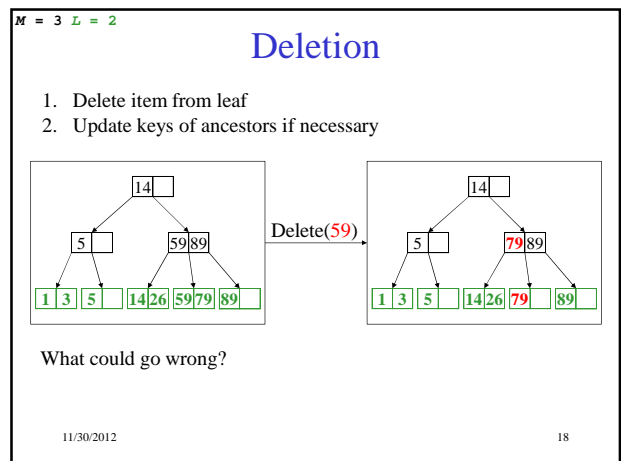 M = 3 L = 2
Deletion
1. Delete item from leaf
2. Update keys of ancestors if necessary
14
5 59 89
1 3 5 14 26 59 79 89
Delete(59)
14
5 79 89
1 3 5 14 26 79 89
What could go wrong?
11/30/2012 18